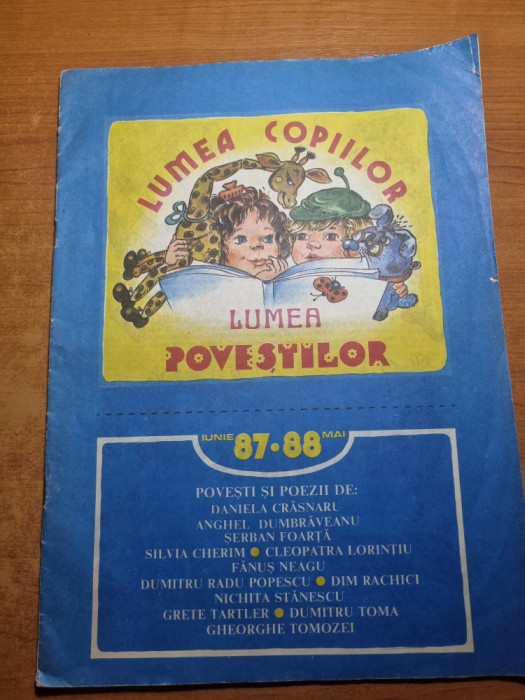 LUMEA COPIILOR
LUMEA
POVEȘTILOR
IUNIE 87•88 MAI
POVEȘTI ȘI POEZII DE:
DANIELA CRĂSNARU
ANGHEL DUMBRĂVEANU
ȘERBAN FOARȚĂ
SILVIA CHERIM ● CLEOPATRA LORINȚIU
FĂNUȘ NEAGU
DUMITRU RADU POPESCU ● DIM RACHICI
NICHITA STĂNESCU
GRETE TARTLER ● DUMITRU TOMA
GHEORGHE TOMOZEI